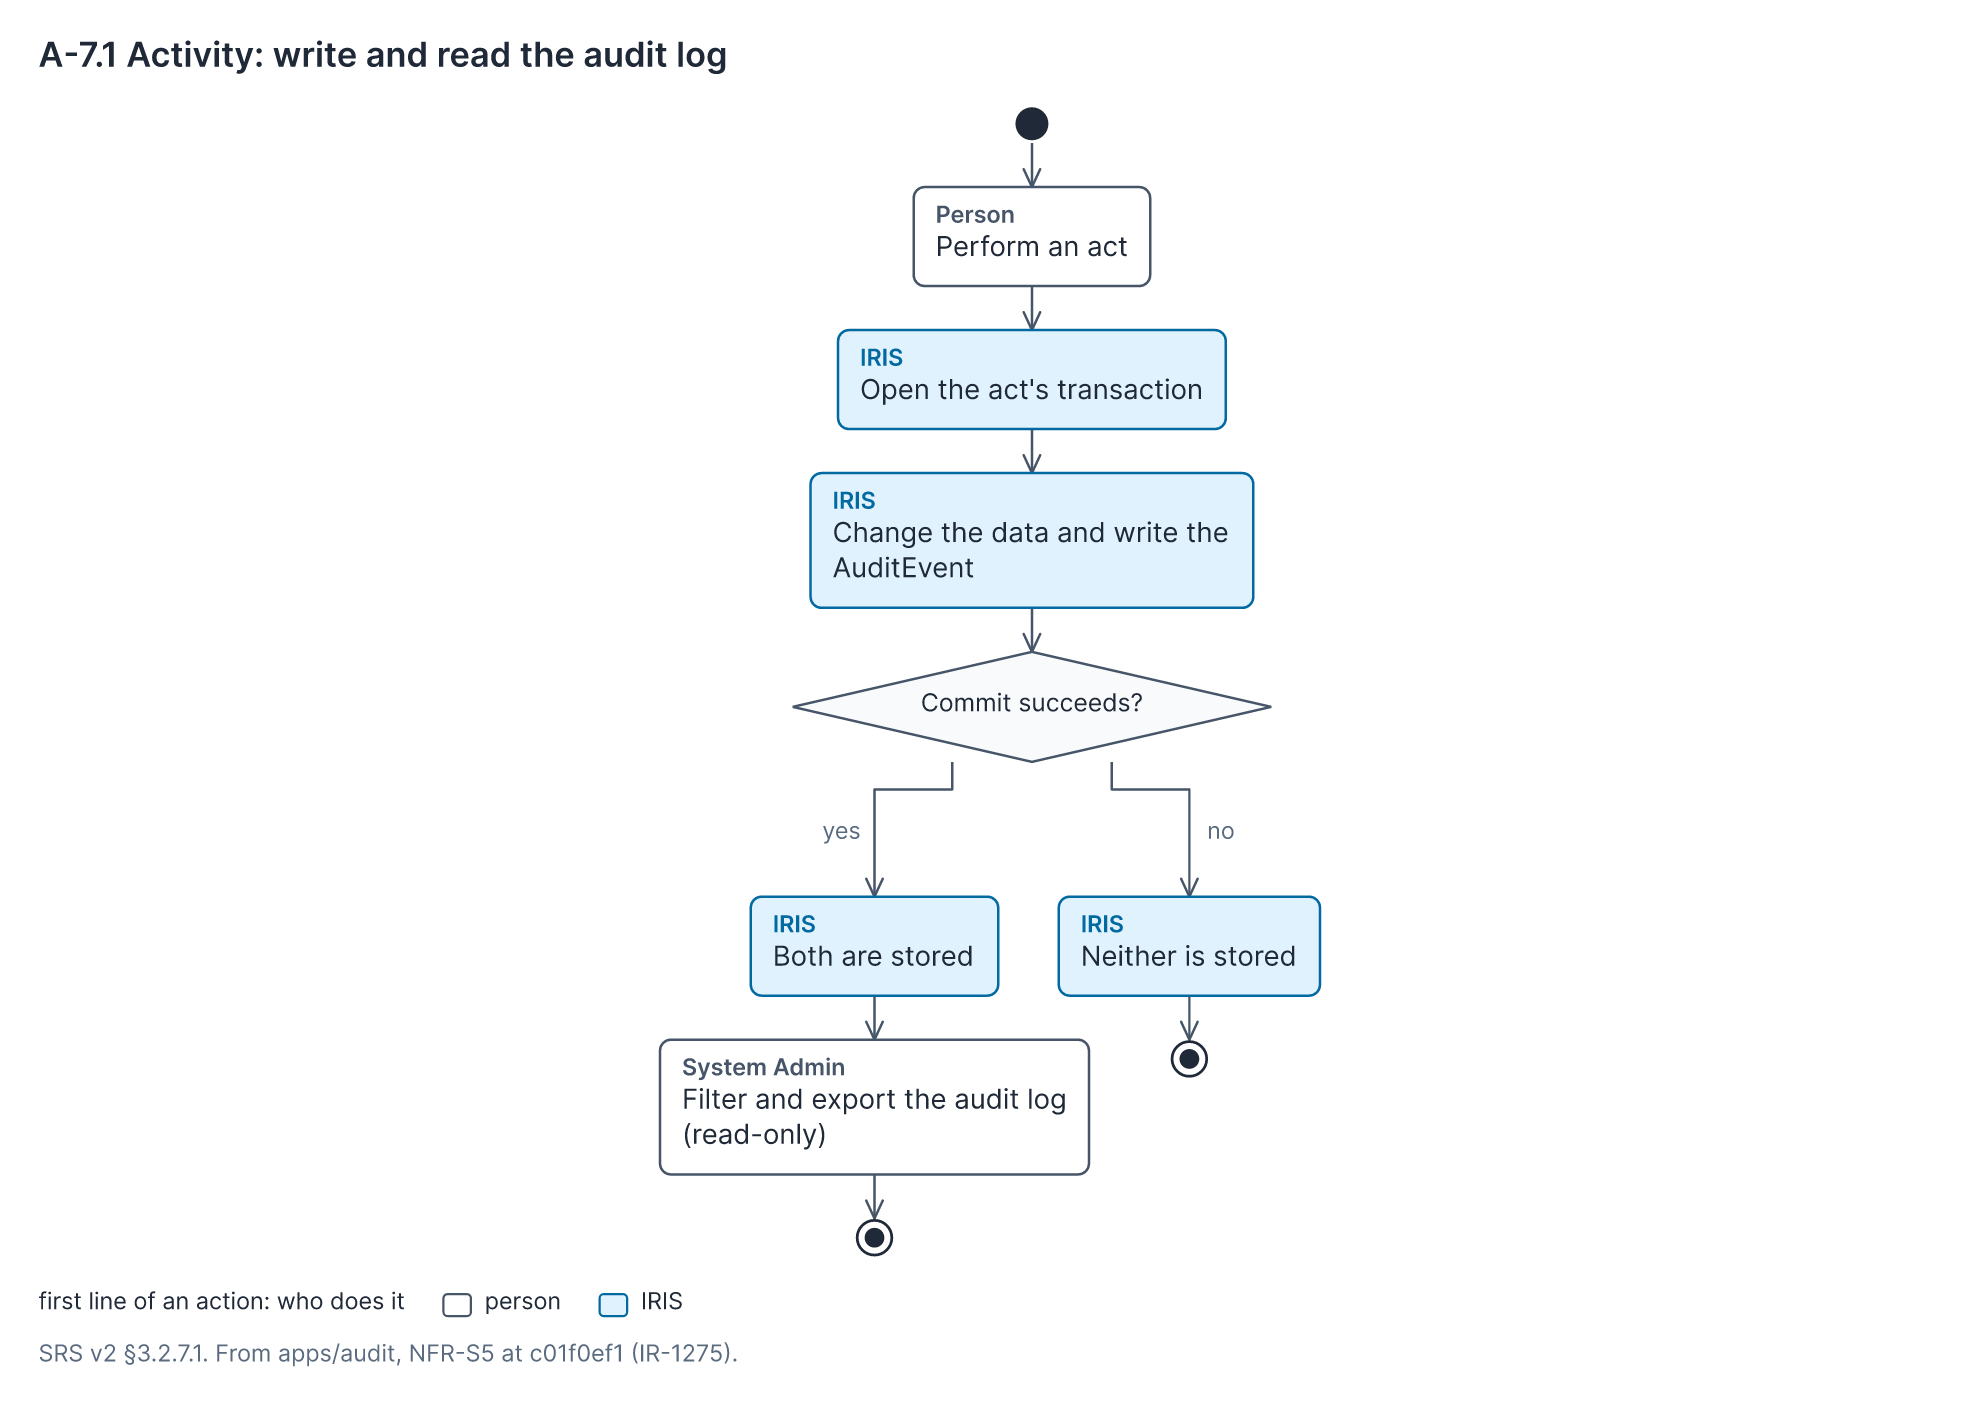 A-7.1 Activity: write and read the audit log
Person
Perform an act
IRIS
Open the act's transaction
IRIS
Change the data and write the
AuditEvent
Commit succeeds?
yes
no
IRIS
Both are stored
IRIS
Neither is stored
System Admin
Filter and export the audit log
(read-only)
first line of an action: who does it
person
IRIS
SRS v2 §3.2.7.1. From apps/audit, NFR-S5 at c01f0ef1 (IR-1275).